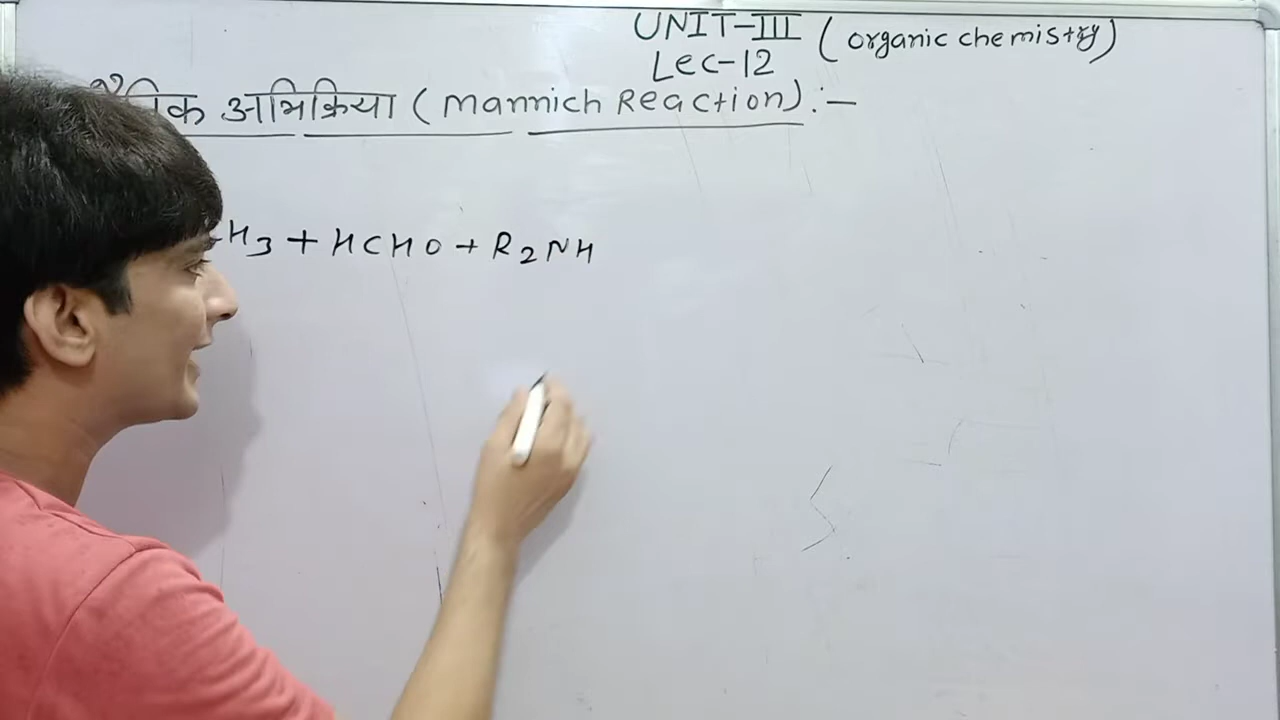 UNIT-III (organic chemistry)
Lec-12
अभिक्रिया (Mannich Reaction):-
H3 + HCHO + R2NH